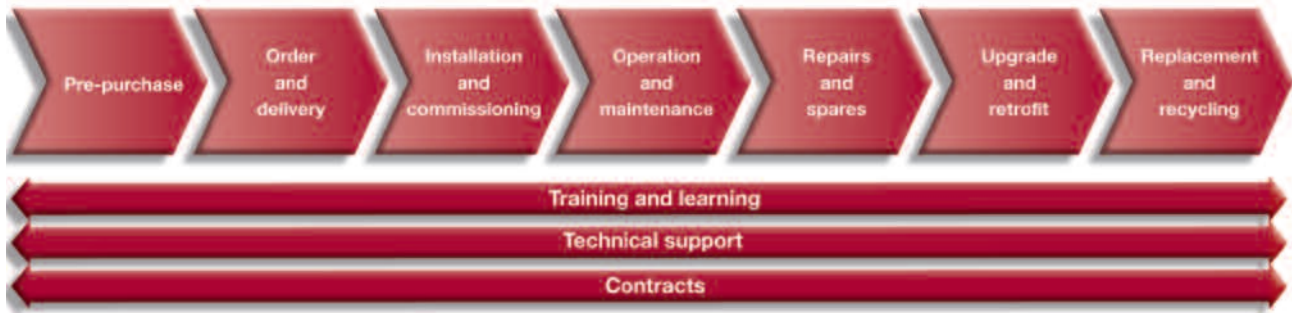 Pre-purchase
Order
and
delivery
Installation
and
commissioning
Operation
and
maintenance
Repairs
and
spares
Upgrade
and
retrofit
Replacement
and
recycling
Training and learning
Technical support
Contracts